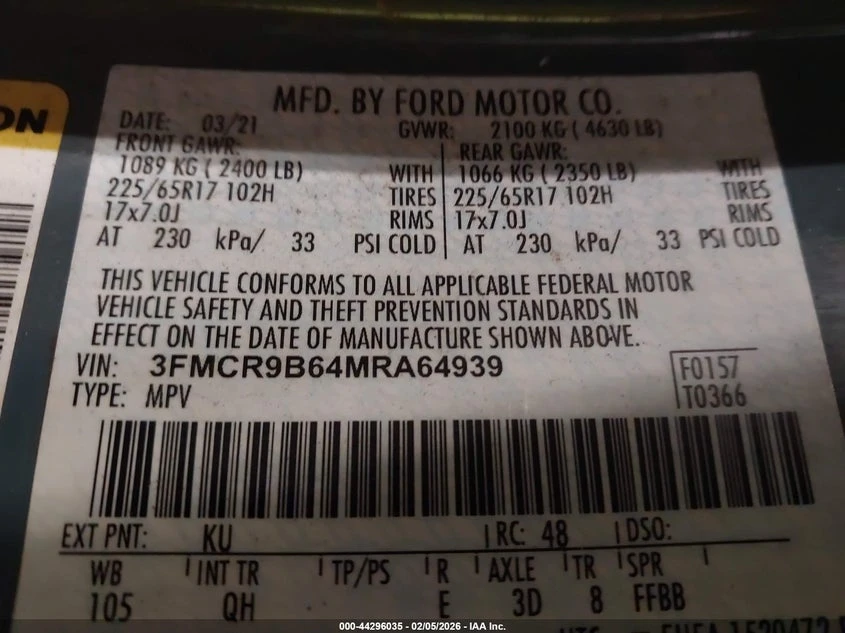 ON
MFD. BY FORD MOTOR CO.
DATE: 03/21 GVWR: 2100 KG ( 4630 LB)
FRONT GAWR: REAR GAWR:
1089 KG ( 2400 LB) WITH 1066 KG ( 2350 LB) WITH
225/65R17 102H TIRES 225/65R17 102H TIRES
17x7.0J RIMS 17x7.0J RIMS
AT 230 kPa/ 33 PSI COLD AT 230 kPa/ 33 PSI COLD
THIS VEHICLE CONFORMS TO ALL APPLICABLE FEDERAL MOTOR
VEHICLE SAFETY AND THEFT PREVENTION STANDARDS IN
EFFECT ON THE DATE OF MANUFACTURE SHOWN ABOVE.
VIN: 3FMCR9B64MRA64939 F0157
TYPE: MPV T0366
EXT PNT: KU RC: 48 DSO:
WB INT TR TP/PS R AXLE TR SPR
105 QH E 3D 8 FFBB
000-44296035 - 02/05/2026 - IAA Inc.